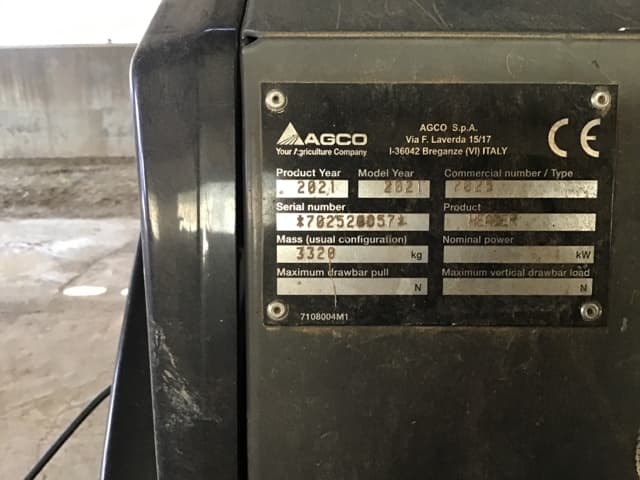 AGCO
Your Agriculture Company
AGCO S.p.A.
Via F. Laverda 15/17
I-36042 Breganze (VI) ITALY
CE
Product Year Model Year Commercial number / Type
2021 2021
Serial number Product
*702520057* HEADER
Mass (usual configuration) Nominal power
3320 kg kW
Maximum drawbar pull Maximum vertical drawbar load
N N
7108004M1